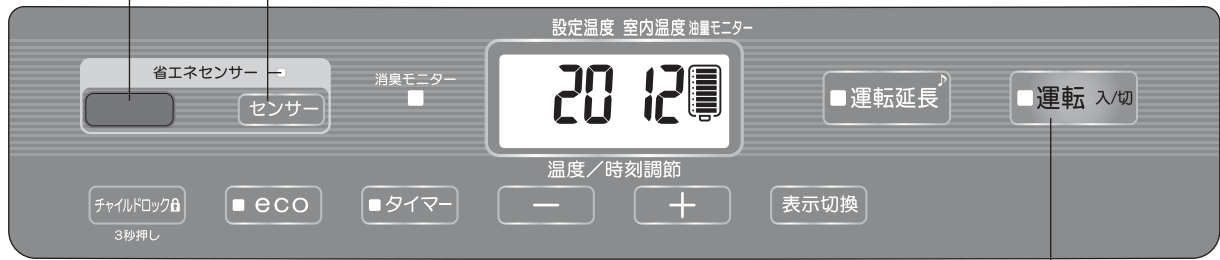 設定温度 室内温度 油量モニター
省エネセンサー
消臭モニター
20 12
センサー
運転延長♪
運転 入/切
温度/時刻調節
チャイルドロック
eco
タイマー
−
+
表示切換
3秒押し